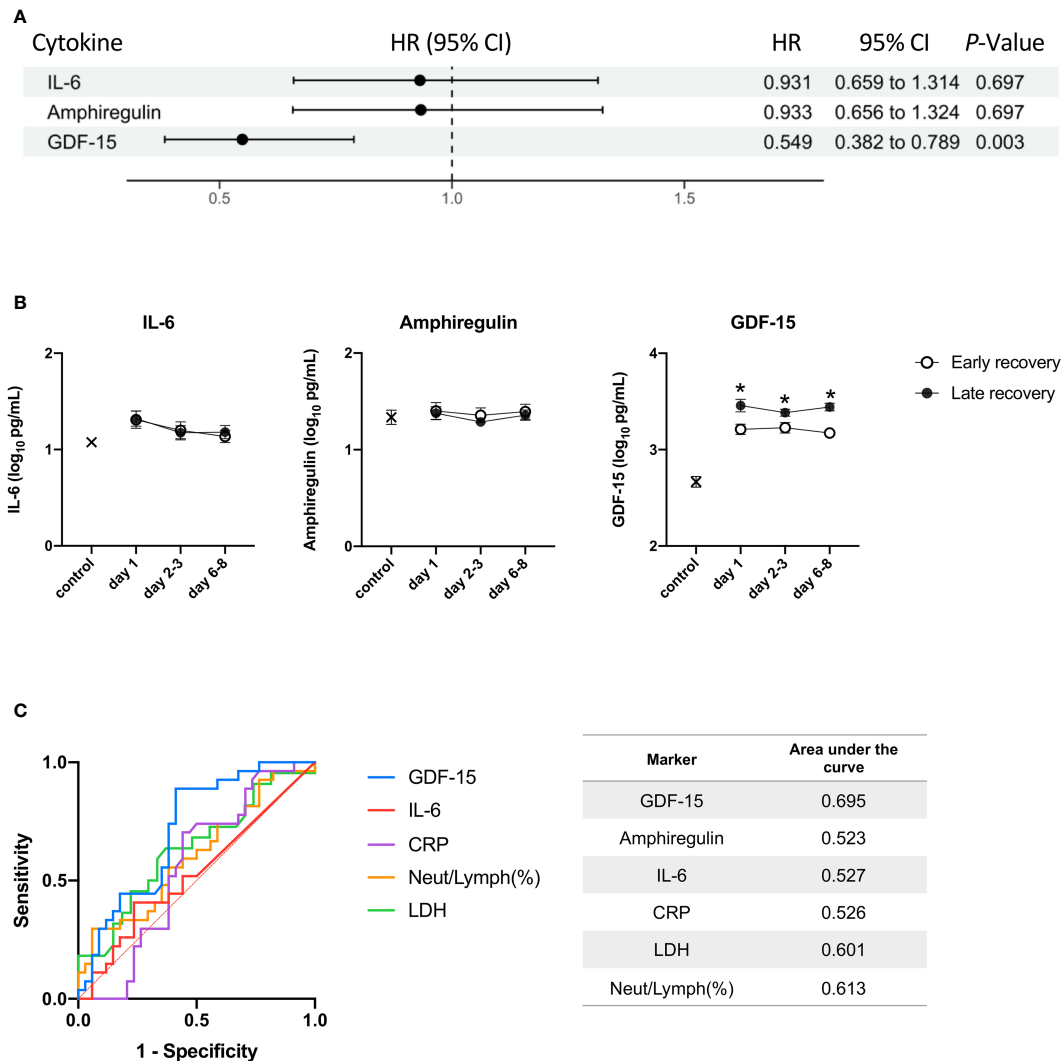 A
Cytokine HR (95% CI) HR 95% CI P-Value
IL-6 0.931 0.659 to 1.314 0.697
Amphiregulin 0.933 0.656 to 1.324 0.697
GDF-15 0.549 0.382 to 0.789 0.003
0.5 1.0 1.5
B
IL-6
IL-6 (log10 pg/mL)
2
1
0
control
day 1
day 2-3
day 6-8
Amphiregulin
Amphiregulin (log10 pg/mL)
2
1
0
control
day 1
day 2-3
day 6-8
GDF-15
GDF-15 (log10 pg/mL)
4
3
2
* * *
control
day 1
day 2-3
day 6-8
Early recovery
Late recovery
C
Sensitivity
1.0
0.5
0.0
0.0 0.5 1.0
1 - Specificity
GDF-15
IL-6
CRP
Neut/Lymph(%)
LDH
Marker Area under the
curve
GDF-15 0.695
Amphiregulin 0.523
IL-6 0.527
CRP 0.526
LDH 0.601
Neut/Lymph(%) 0.613